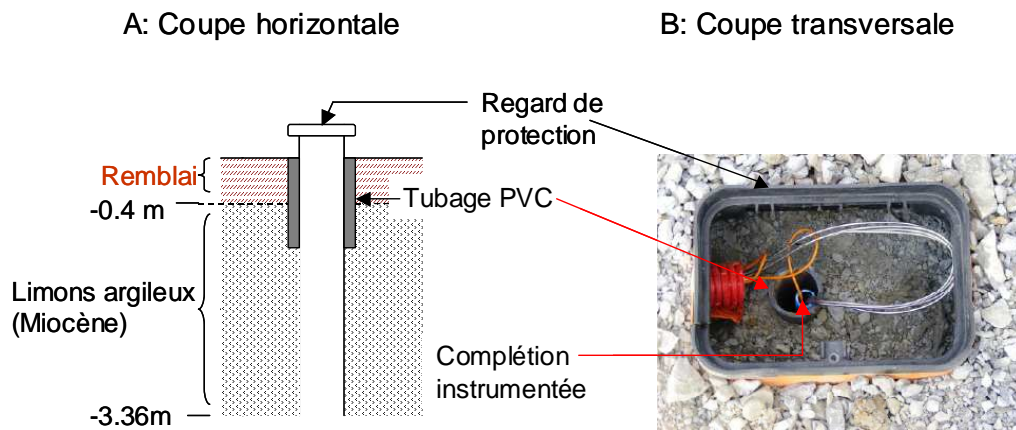 A: Coupe horizontale
B: Coupe transversale
Regard de
protection
Remblai
-0.4 m
Tubage PVC
Limons argileux
(Miocène)
Complétion
instrumentée
-3.36m